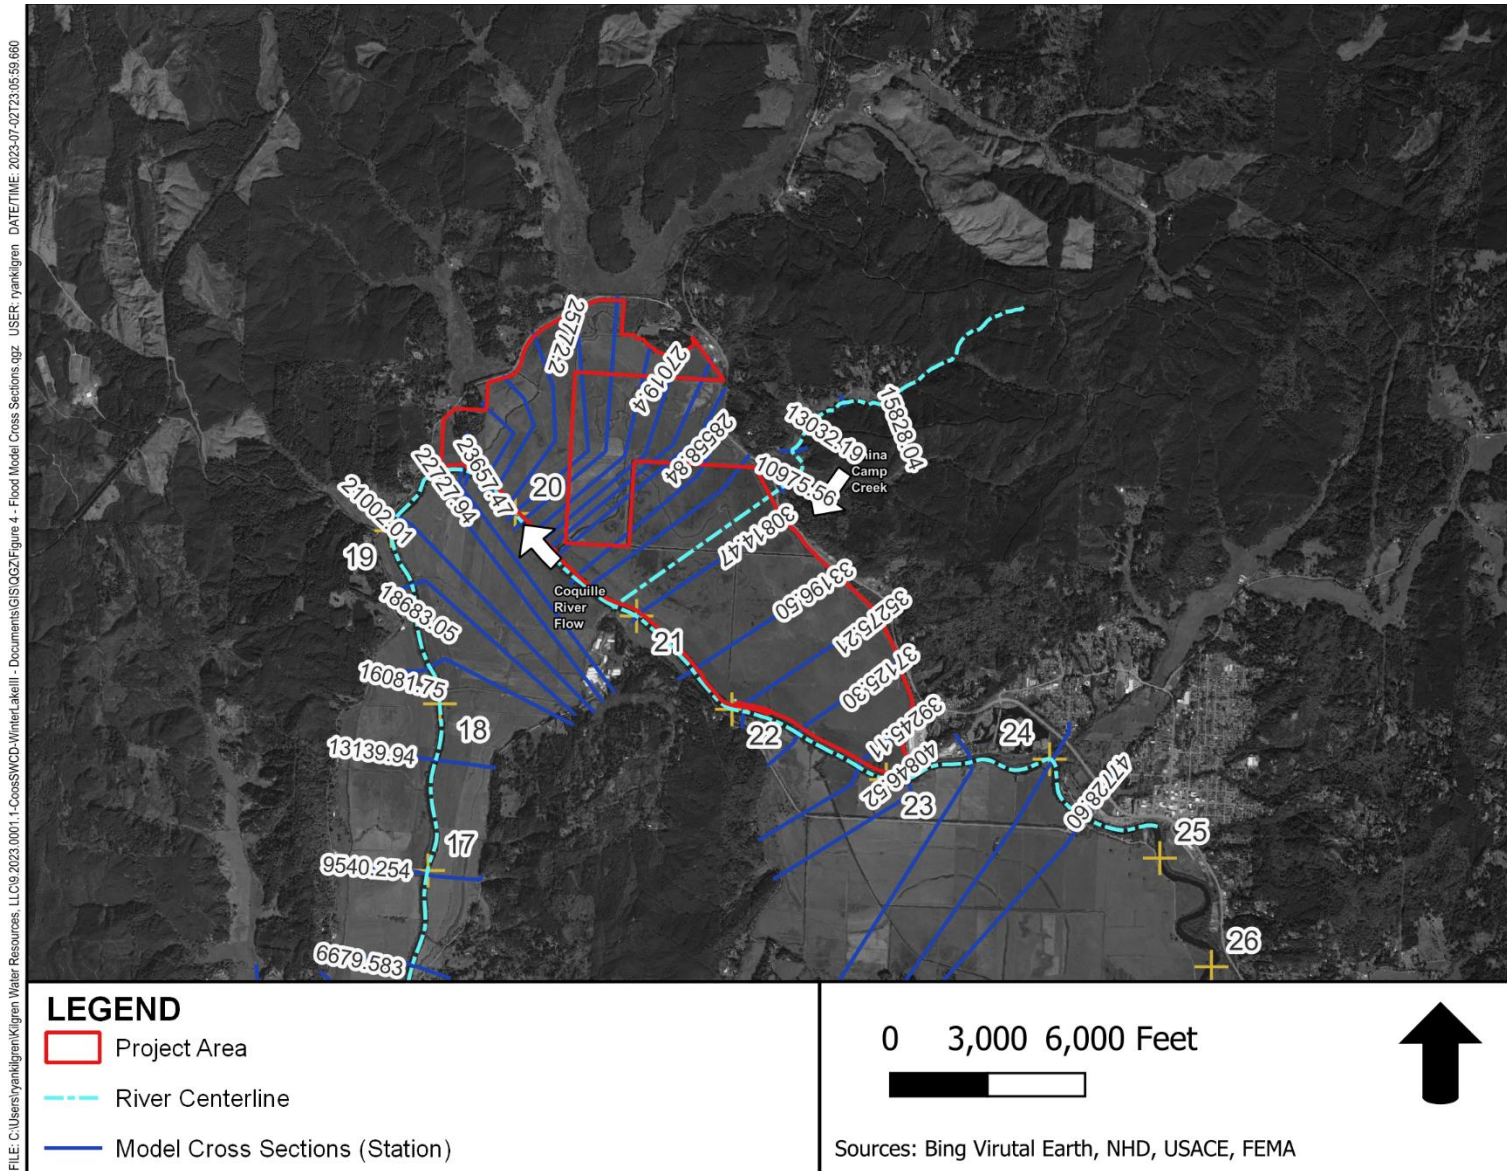 FILE: C:\Users\ryankilgren\Kilgren Water Resources, LLC\9.2023.0001.1-CoosSWCD-WinterLakeIII - Documents\GIS\QGZ\Figure 4 - Flood Model Cross Sections.qgz USER: ryankilgren DATE/TIME: 2023-07-02T23:05:59.660
25772.2
27019.4
28558.84
13032.19
15828.04
10975.56
hina
Camp
Creek
23657.47
22727.94
20
21002.01
19
30814.47
Coquille
River
Flow
33196.50
18683.05
35275.21
21
37125.30
16081.75
18
22
39245.11
24
13139.94
40846.52
23
47728.60
17
25
9540.254
26
6679.583
LEGEND
Project Area
River Centerline
Model Cross Sections (Station)
0 3,000 6,000 Feet
Sources: Bing Virutal Earth, NHD, USACE, FEMA